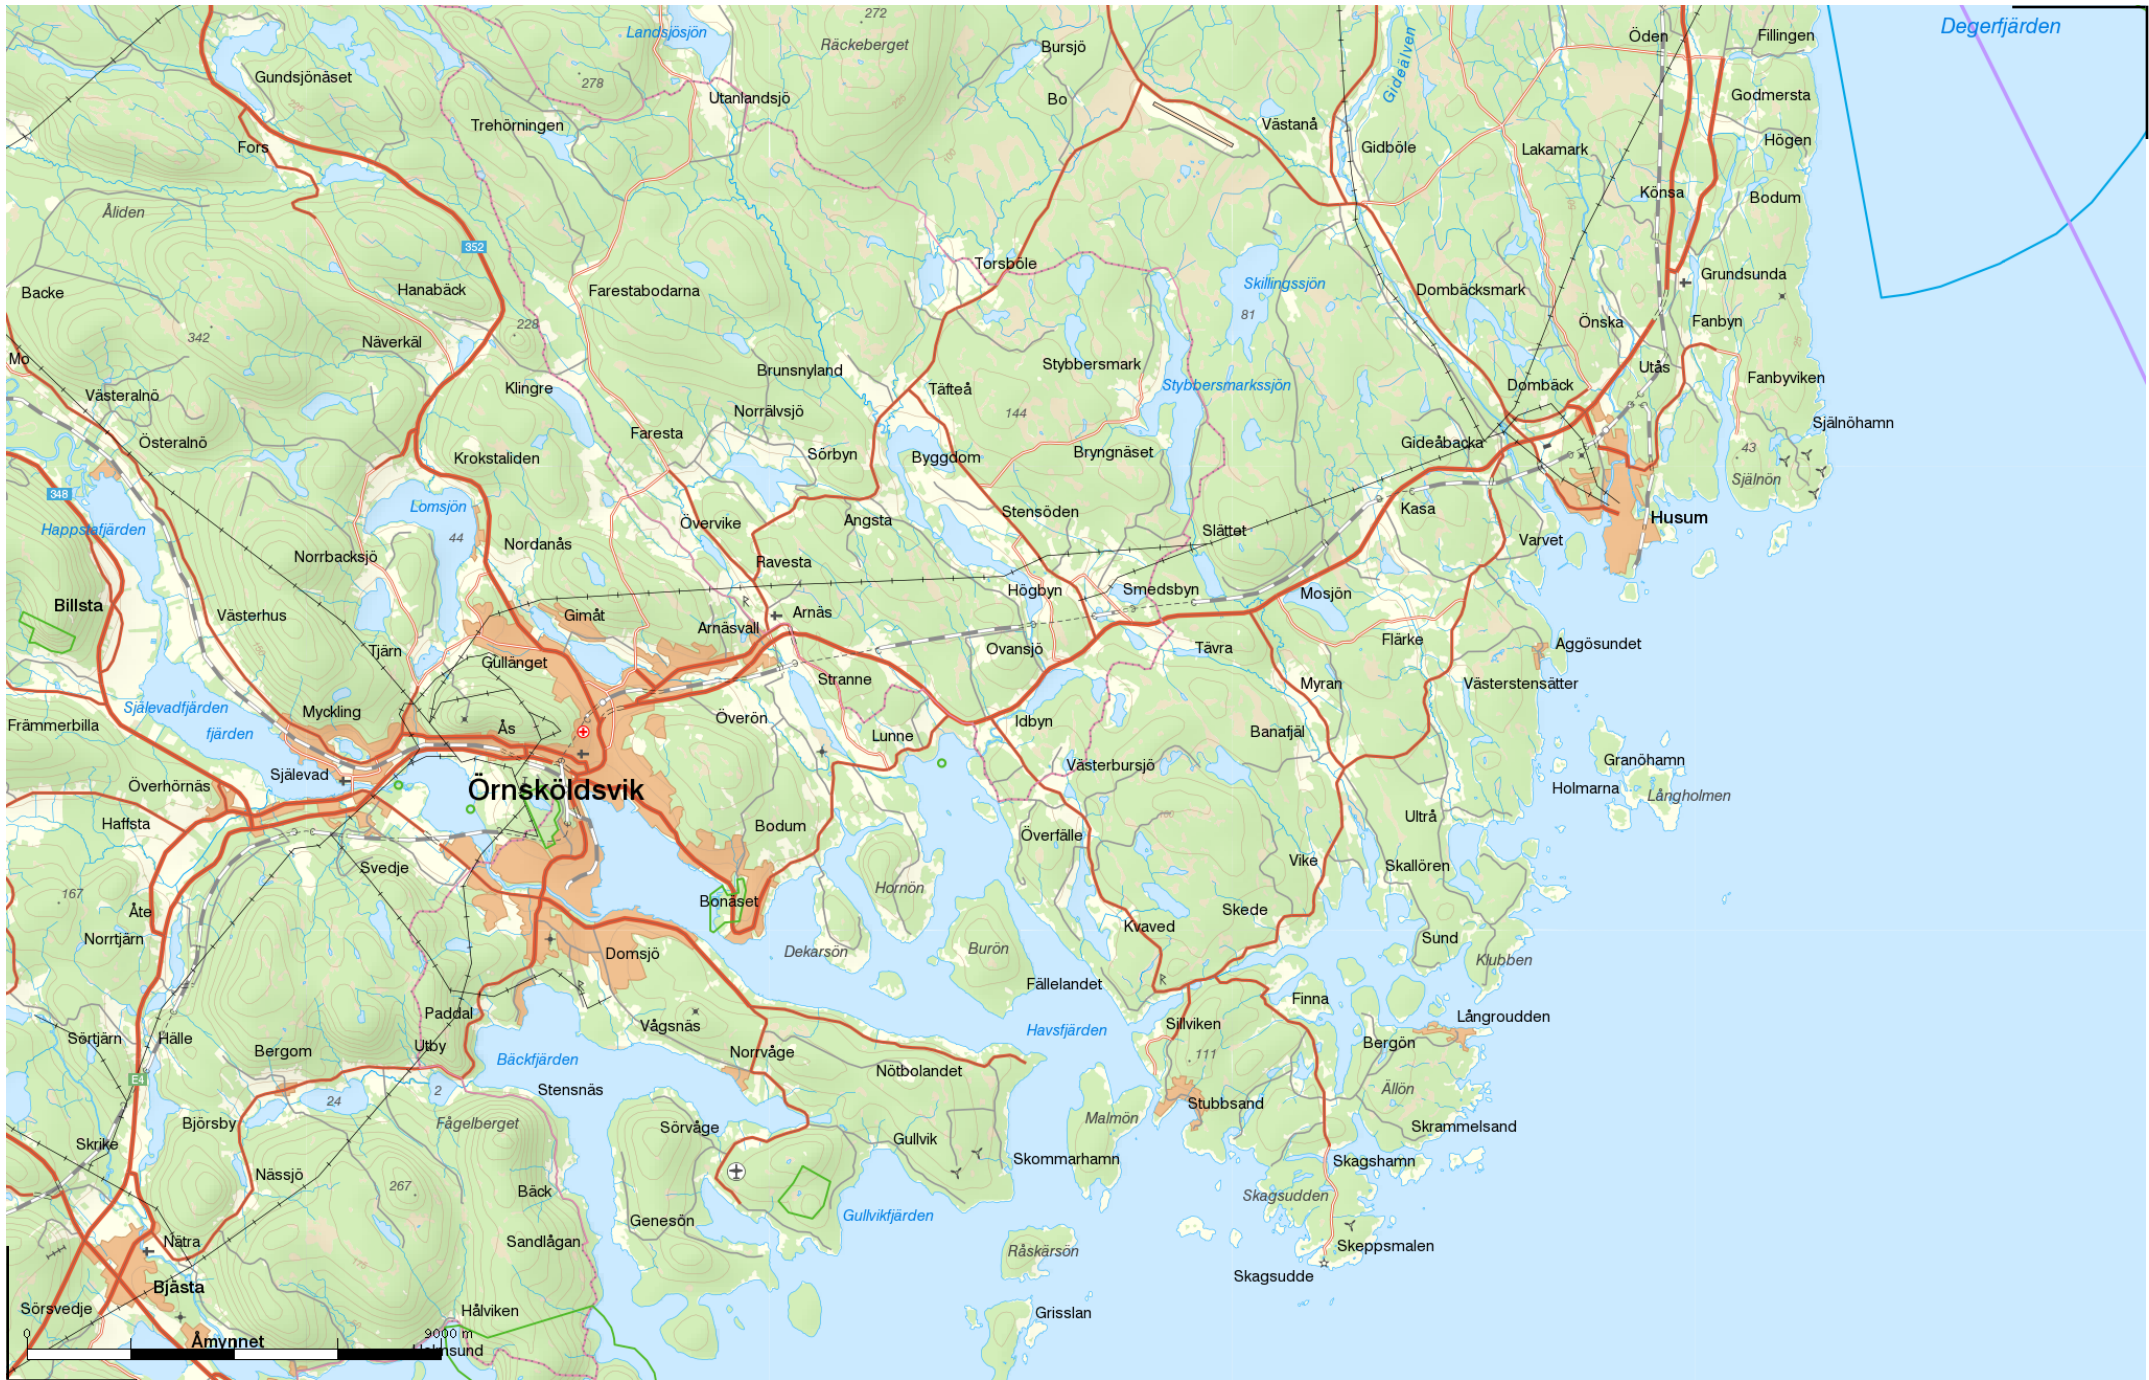 272
Degerfjärden
Landsjösjön
Räckeberget
Bursjö
Öden
Fillingen
Gundsjönäset
278
Gideälven
Utanlandsjö
Bo
Godmersta
Trehörningen
Västanå
Fors
Gidböle
Lakamark
Högen
Könsa
Bodum
Åliden
352
Torsböle
Grundsunda
Backe
Hanabäck
Farestabodarna
Skillingssjön
Dombäcksmark
81
228
Önska
Fanbyn
342
Näverkäl
Mo
Brunsnyland
Stybbersmark
Utås
Västeralnö
Klingre
Täfteå
Stybbersmarkssjön
Dombäck
Fanbyviken
Norrälvsjö
144
Själnöhamn
Österalnö
Faresta
Gideåbacka
43
Krokstaliden
Sörbyn
Byggdom
Bryngnäset
Själnön
348
Lomsjön
Kasa
Stensöden
Husum
Happstafjärden
44
Övervike
Angsta
Slättet
Norrbacksjö
Nordanås
Varvet
Ravesta
Billsta
Högbyn
Smedsbyn
Mosjön
Västerhus
Gimåt
Arnäs
Arnäsvall
Flärke
Aggösundet
Tjärn
Gullänget
Ovansjö
Tävra
Stranne
Myran
Västerstensätter
Själevadfjärden
Myckling
Överön
Idbyn
Främmerbilla
fjärden
Ås
Lunne
Banafjäl
Själevad
Västerbursjö
Granöhamn
Överhörnäs
Örnsköldsvik
Holmarna
Långholmen
Haffsta
Bodum
Överfälle
Ultrå
Svedje
Vike
Skallören
167
Hornön
Bonäset
Åte
Skede
Kvaved
Norrtjärn
Sund
Domsjö
Dekarsön
Burön
Klubben
Fällelandet
Finna
Paddal
Långroudden
Vågsnäs
Havsfjärden
Sillviken
Sörtjärn
Hälle
Bergom
Utby
Bergön
Bäckfjärden
Norrvåge
111
Nötbolandet
E4
2
Stensnäs
Ällön
24
Stubbsand
Björsby
Fågelberget
Sörvåge
Malmön
Skrammelsand
Skrike
Gullvik
Skommarhamn
Skagshamn
Nässjö
267
Bäck
Skagsudden
Genesön
Gullvikfjärden
Nätra
Sandlågan
Råskärsön
Skeppsmalen
Skagsudde
Bjästa
Sörsvedje
Hålviken
Grisslan
0
9000 m
Åmynnet